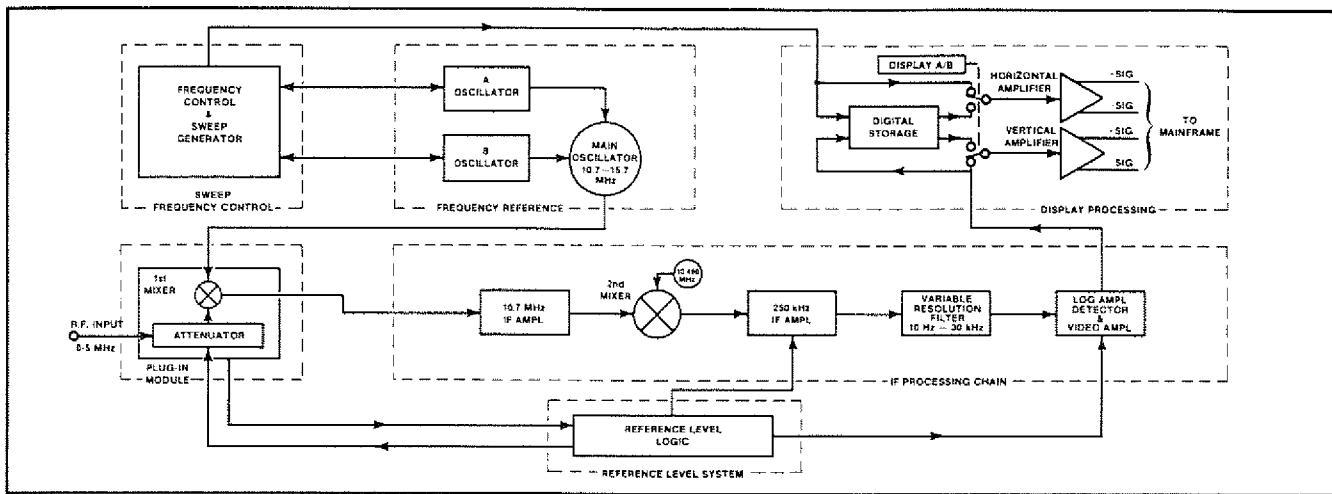 FREQUENCY
CONTROL
&
SWEEP
GENERATOR
SWEEP
FREQUENCY CONTROL
A
OSCILLATOR
B
OSCILLATOR
MAIN
OSCILLATOR
10.7—15.7
MHz
FREQUENCY REFERENCE
DISPLAY A/B
DIGITAL
STORAGE
HORIZONTAL
AMPLIFIER
VERTICAL
AMPLIFIER
-SIG
-SIG
-SIG
-SIG
TO
MAINFRAME
DISPLAY PROCESSING
1st
MIXER
R.F. INPUT
0-5 MHz
ATTENUATOR
PLUG-IN
MODULE
10.7 MHz
IF AMPL
2nd
MIXER
MHz
250 kHz
IF AMPL
VARIABLE
RESOLUTION
FILTER
10 Hz — 30 kHz
LOG AMPL
DETECTOR
&
VIDEO AMPL
IF PROCESSING CHAIN
REFERENCE LEVEL
LOGIC
REFERENCE LEVEL SYSTEM